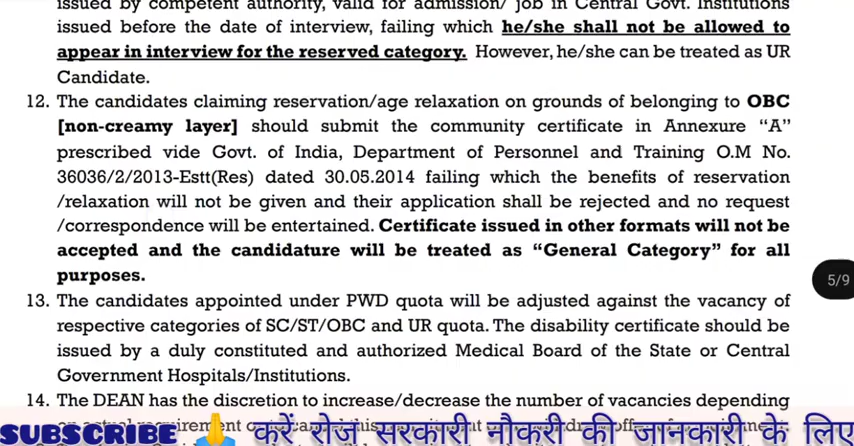 issued by competent authority, valid for admission/ job in Central Govt. Institutions
issued before the date of interview, failing which he/she shall not be allowed to
appear in interview for the reserved category. However, he/she can be treated as UR
Candidate.
12. The candidates claiming reservation/age relaxation on grounds of belonging to OBC
[non-creamy layer] should submit the community certificate in Annexure “A”
prescribed vide Govt. of India, Department of Personnel and Training O.M No.
36036/2/2013-Estt(Res) dated 30.05.2014 failing which the benefits of reservation
/relaxation will not be given and their application shall be rejected and no request
/correspondence will be entertained. Certificate issued in other formats will not be
accepted and the candidature will be treated as “General Category” for all
purposes.
5/9
13. The candidates appointed under PWD quota will be adjusted against the vacancy of
respective categories of SC/ST/OBC and UR quota. The disability certificate should be
issued by a duly constituted and authorized Medical Board of the State or Central
Government Hospitals/Institutions.
14. The DEAN has the discretion to increase/decrease the number of vacancies depending
SUBSCRIBE 🙏 करें रोज़ सरकारी नौकरी की जानकारी के लिए